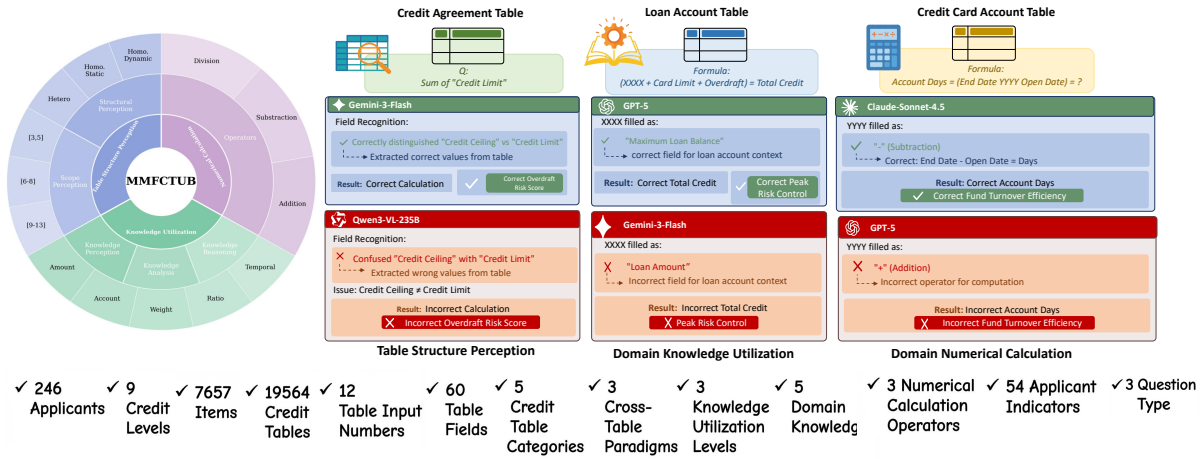 Homo. Static
Homo. Dynamic
Division
Substraction
Addition
Hetero
[3,5]
[6-8]
[9-13]
Structural Perception
Scope Perception
Operators
Table Structure Perception
Numerical Calculation
MMFCTUB
Knowledge Utilization
Knowledge Perception
Knowledge Analysis
Knowledge Reasoning
Amount
Account
Weight
Ratio
Temporal
Credit Agreement Table
Q:
Sum of "Credit Limit"
Gemini-3-Flash
Field Recognition:
Correctly distinguished "Credit Ceiling" vs "Credit Limit"
Extracted correct values from table
Result: Correct Calculation
Correct Overdraft
Risk Score
Qwen3-VL-235B
Field Recognition:
Confused "Credit Ceiling" with "Credit Limit"
Extracted wrong values from table
Issue: Credit Ceiling ≠ Credit Limit
Result: Incorrect Calculation
Incorrect Overdraft Risk Score
Table Structure Perception
Loan Account Table
Formula:
(XXXX + Card Limit + Overdraft) = Total Credit
GPT-5
XXXX filled as:
"Maximum Loan Balance"
correct field for loan account context
Result: Correct Total Credit
Correct Peak
Risk Control
Gemini-3-Flash
XXXX filled as:
"Loan Amount"
Incorrect field for loan account context
Result: Incorrect Total Credit
Peak Risk Control
Domain Knowledge Utilization
Credit Card Account Table
Formula:
Account Days = (End Date YYYY Open Date) = ?
Claude-Sonnet-4.5
YYYY filled as:
"-" (Subtraction)
Correct: End Date - Open Date = Days
Result: Correct Account Days
Correct Fund Turnover Efficiency
GPT-5
YYYY filled as:
"+" (Addition)
Incorrect operator for computation
Result: Incorrect Account Days
Incorrect Fund Turnover Efficiency
Domain Numerical Calculation
✓ 246
Applicants
✓ 9
Credit
Levels
✓ 7657
Items
✓ 19564
Credit
Tables
✓ 12
Table Input
Numbers
✓ 60
Table
Fields
✓ 5
Credit
Table
Categories
✓ 3
Cross-
Table
Paradigms
✓ 3
Knowledge
Utilization
Levels
✓ 5
Domain
Knowledg
✓ 3 Numerical
Calculation
Operators
✓ 54 Applicant
Indicators
✓ 3 Question
Type